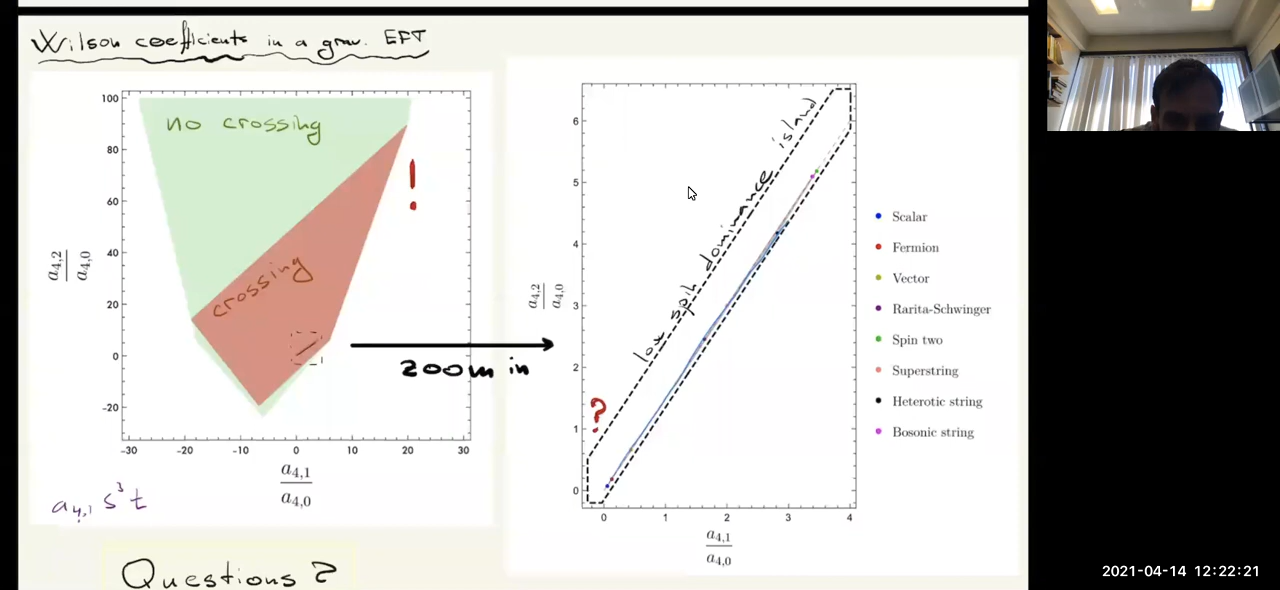 Wilson coefficients in a grav. EFT
100
80
60
40
20
0
-20
-30
-20
-10
0
10
20
30
a4,2
a4,0
a4,1
a4,0
no crossing
crossing
!
a4,1 s³t
zoom in
6
5
4
3
2
1
0
0
1
2
3
4
a4,2
a4,0
a4,1
a4,0
low spin dominance island
?
Scalar
Fermion
Vector
Rarita-Schwinger
Spin two
Superstring
Heterotic string
Bosonic string
Questions ?
2021-04-14 12:22:21